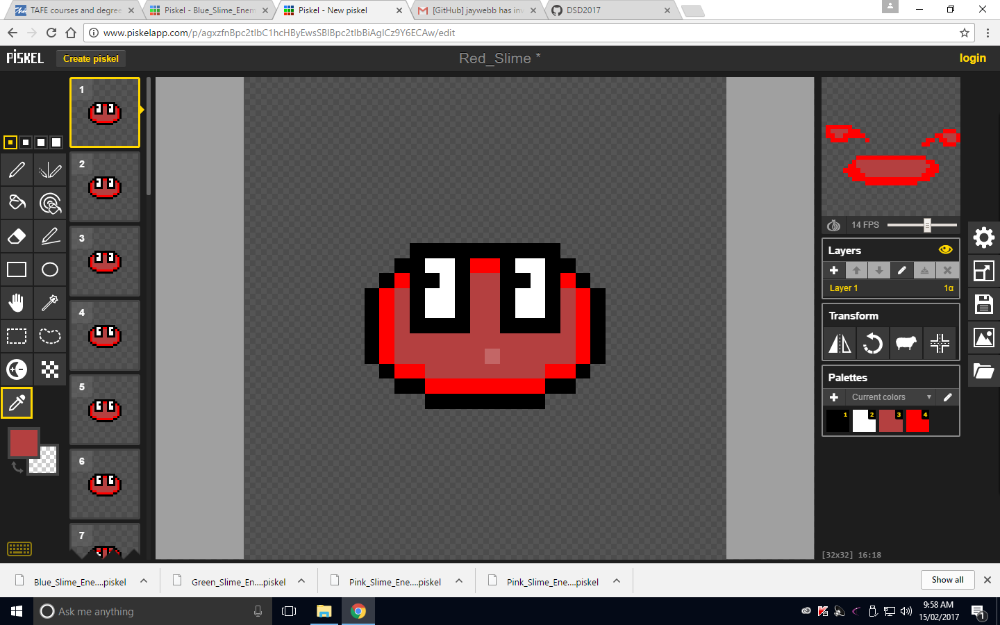 TAFE courses and degree
Piskel - Blue_Slime_Enem
Piskel - New piskel
[GitHub] jaywebb has inv
DSD2017
www.piskelapp.com/p/agxzfnBpc2tlbC1hcHByEwsSBlBpc2tlbBiAgICz9Y6ECAw/edit
PISKEL
Create piskel
Red_Slime *
login
1
2
3
4
5
6
7
14 FPS
Layers
Layer 1
1α
Transform
Palettes
Current colors
1
2
3
4
[32x32] 16:18
Blue_Slime_Ene....piskel
Green_Slime_En....piskel
Pink_Slime_Ene....piskel
Pink_Slime_Ene....piskel
Show all
Ask me anything
9:58 AM
15/02/2017
1